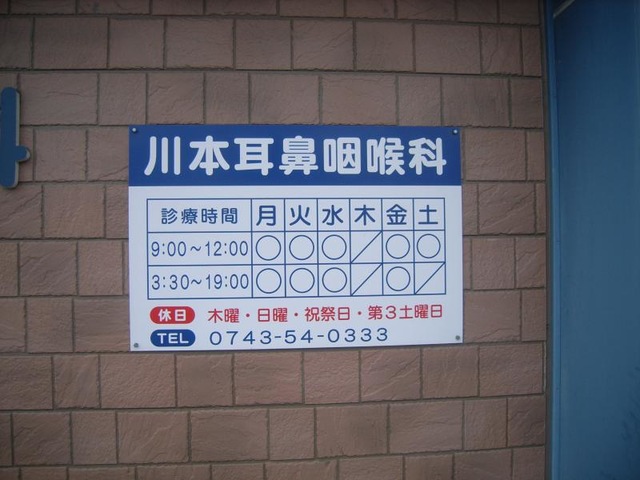 川本耳鼻咽喉科
診療時間 月 火 水 木 金 土
9:00～12:00 ○ ○ ○ ／ ○ ○
3:30～19:00 ○ ○ ○ ／ ○ ／
休日 木曜・日曜・祝祭日・第3土曜日
TEL 0743-54-0333